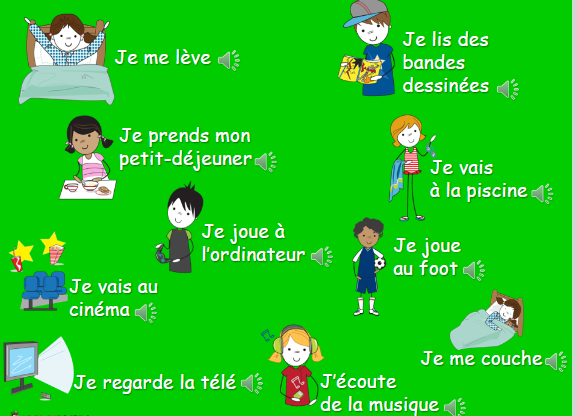 Je me lève
Je lis des
bandes
dessinées
Je prends mon
petit-déjeuner
Je vais
à la piscine
Je joue à
l'ordinateur
Je joue
au foot
Je vais au
cinéma
Je me couche
Je regarde la télé
J'écoute
de la musique